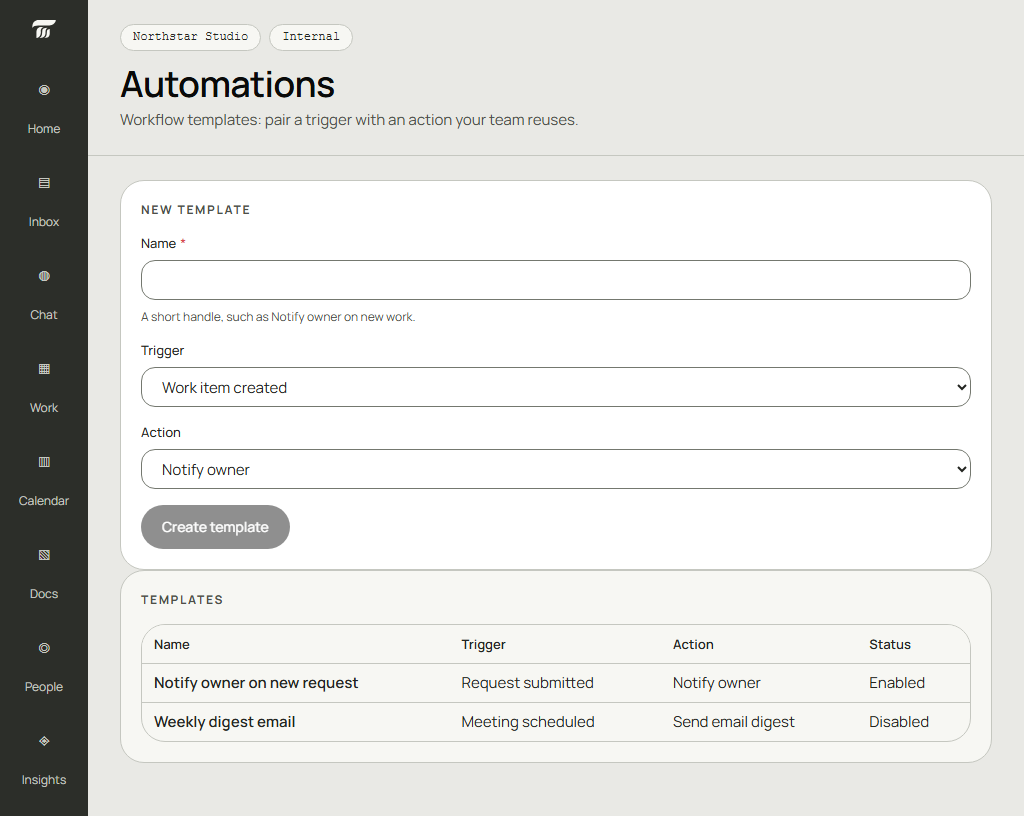 Northstar Studio
Internal
Automations
Workflow templates: pair a trigger with an action your team reuses.
Home
Inbox
Chat
Work
Calendar
Docs
People
Insights
NEW TEMPLATE
Name *
A short handle, such as Notify owner on new work.
Trigger
Work item created
Action
Notify owner
Create template
TEMPLATES
Name Trigger Action Status
Notify owner on new request Request submitted Notify owner Enabled
Weekly digest email Meeting scheduled Send email digest Disabled